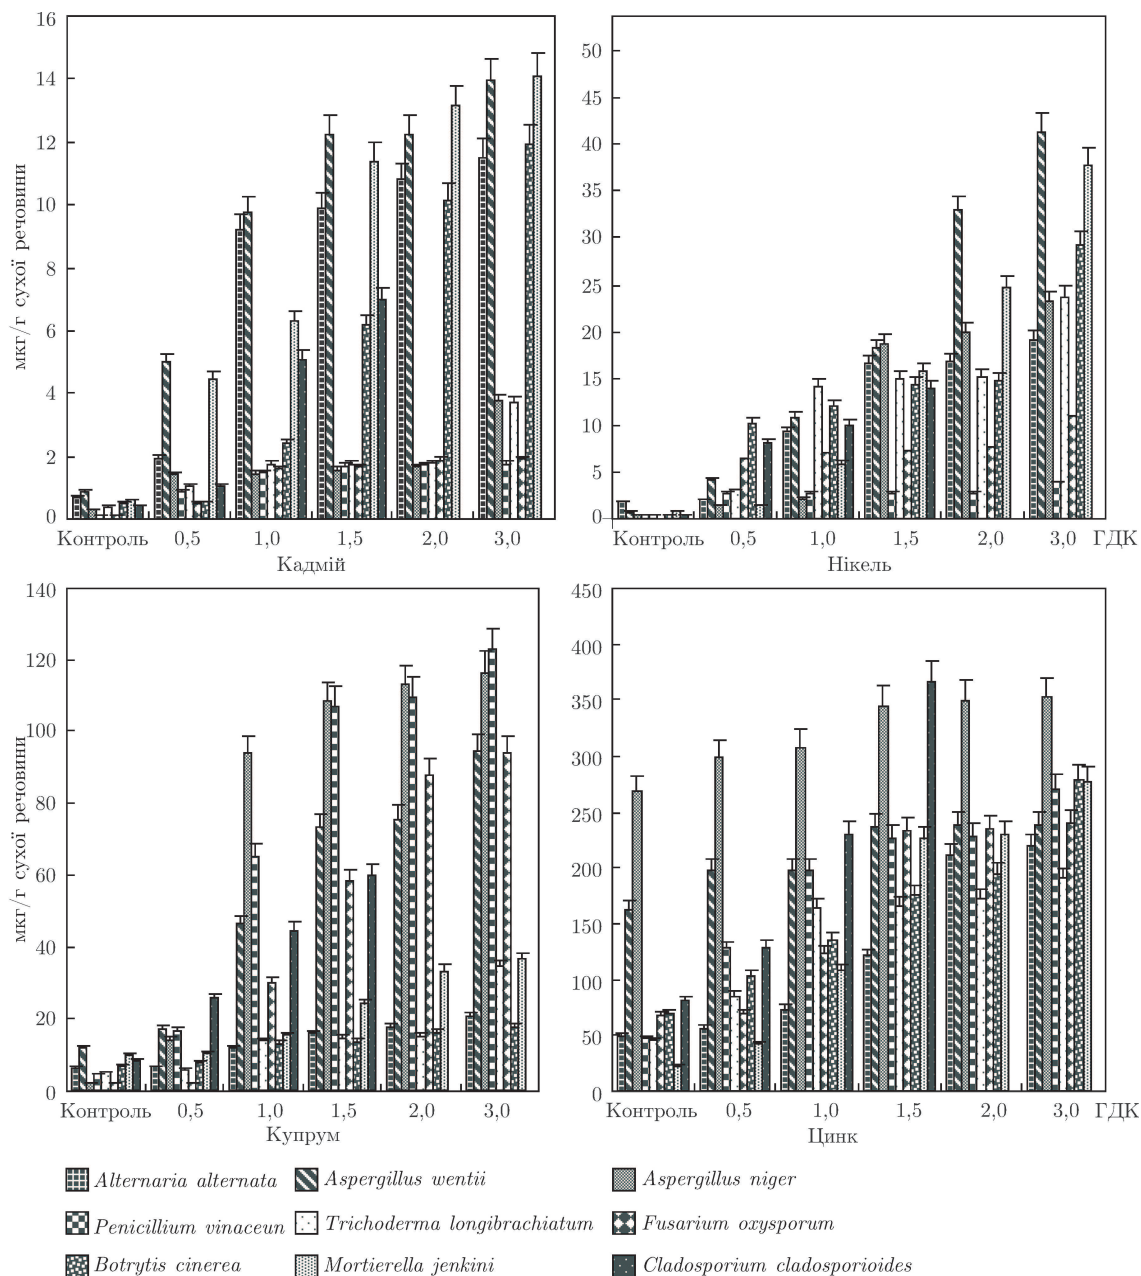 мкг/г сухої речовини
16
14
12
10
8
6
4
2
0
Контроль 0,5 1,0 1,5 2,0 3,0
Кадмій
50
45
40
35
30
25
20
15
10
5
0
Контроль 0,5 1,0 1,5 2,0 3,0 ГДК
Нікель
мкг/г сухої речовини
140
120
100
80
60
40
20
0
Контроль 0,5 1,0 1,5 2,0 3,0
Купрум
450
400
350
300
250
200
150
100
50
0
Контроль 0,5 1,0 1,5 2,0 3,0 ГДК
Цинк
Alternaria alternata Aspergillus wentii Aspergillus niger
Penicillium vinaceun Trichoderma longibrachiatum Fusarium oxysporum
Botrytis cinerea Mortierella jenkini Cladosporium cladosporioides